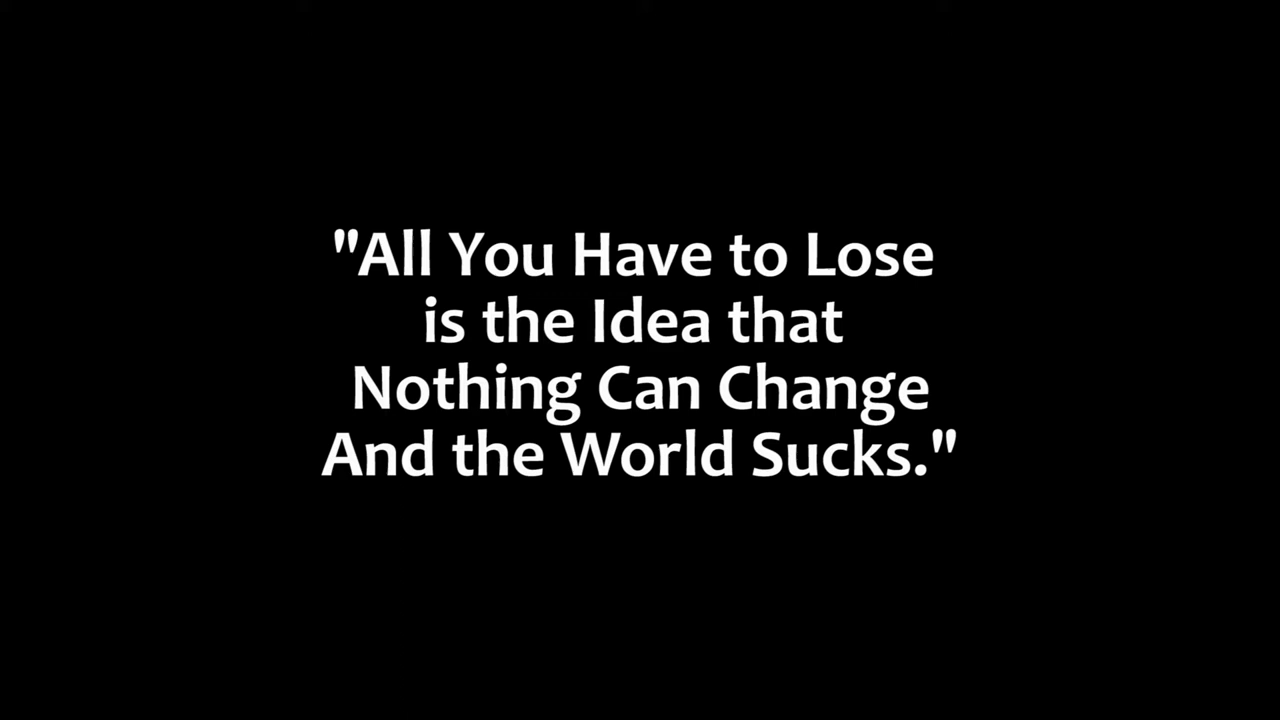 "All You Have to Lose
is the Idea that
Nothing Can Change
And the World Sucks."